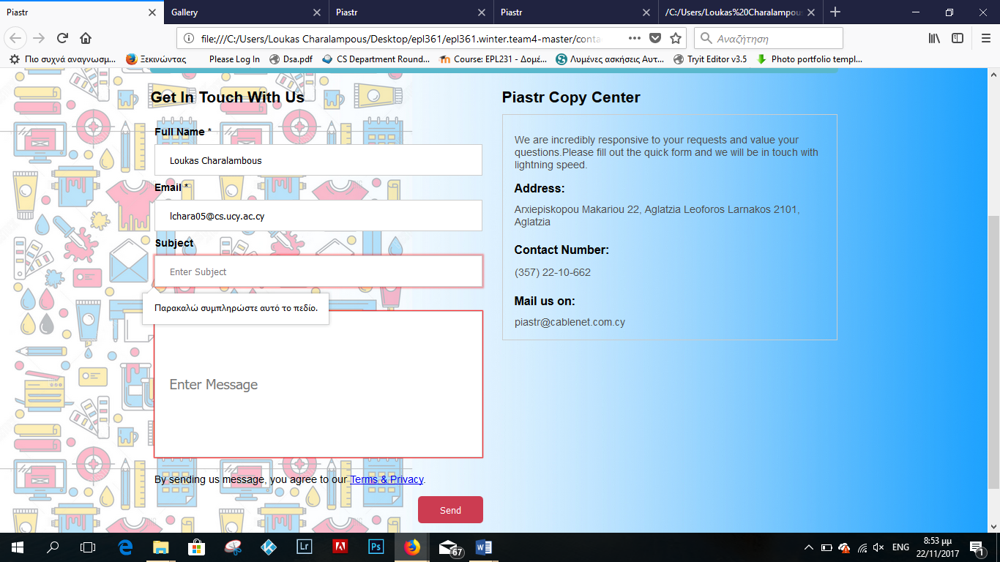 Piastr
Gallery
Piastr
Piastr
/C:/Users/Loukas%20Charalampous
file:///C:/Users/Loukas Charalampous/Desktop/epl361/epl361.winter.team4-master/conta
Αναζήτηση
Πιο συχνά αναγνωσμ...
Ξεκινώντας
Please Log In
Dsa.pdf
CS Department Round...
Course: EPL231 - Δομέ...
Λυμένες ασκήσεις Αυτ...
Tryit Editor v3.5
Photo portfolio templ...
Get In Touch With Us
Full Name *
Loukas Charalambous
Email *
lchara05@cs.ucy.ac.cy
Subject
Enter Subject
Παρακαλώ συμπληρώστε αυτό το πεδίο.
Enter Message
By sending us message, you agree to our Terms & Privacy.
Send
Piastr Copy Center
We are incredibly responsive to your requests and value your
questions.Please fill out the quick form and we will be in touch with
lightning speed.
Address:
Arxiepiskopou Makariou 22, Aglatzia Leoforos Larnakos 2101,
Aglatzia
Contact Number:
(357) 22-10-662
Mail us on:
piastr@cablenet.com.cy
Lr
Ps
67
ΕΝΓ
8:53 μμ
22/11/2017
1